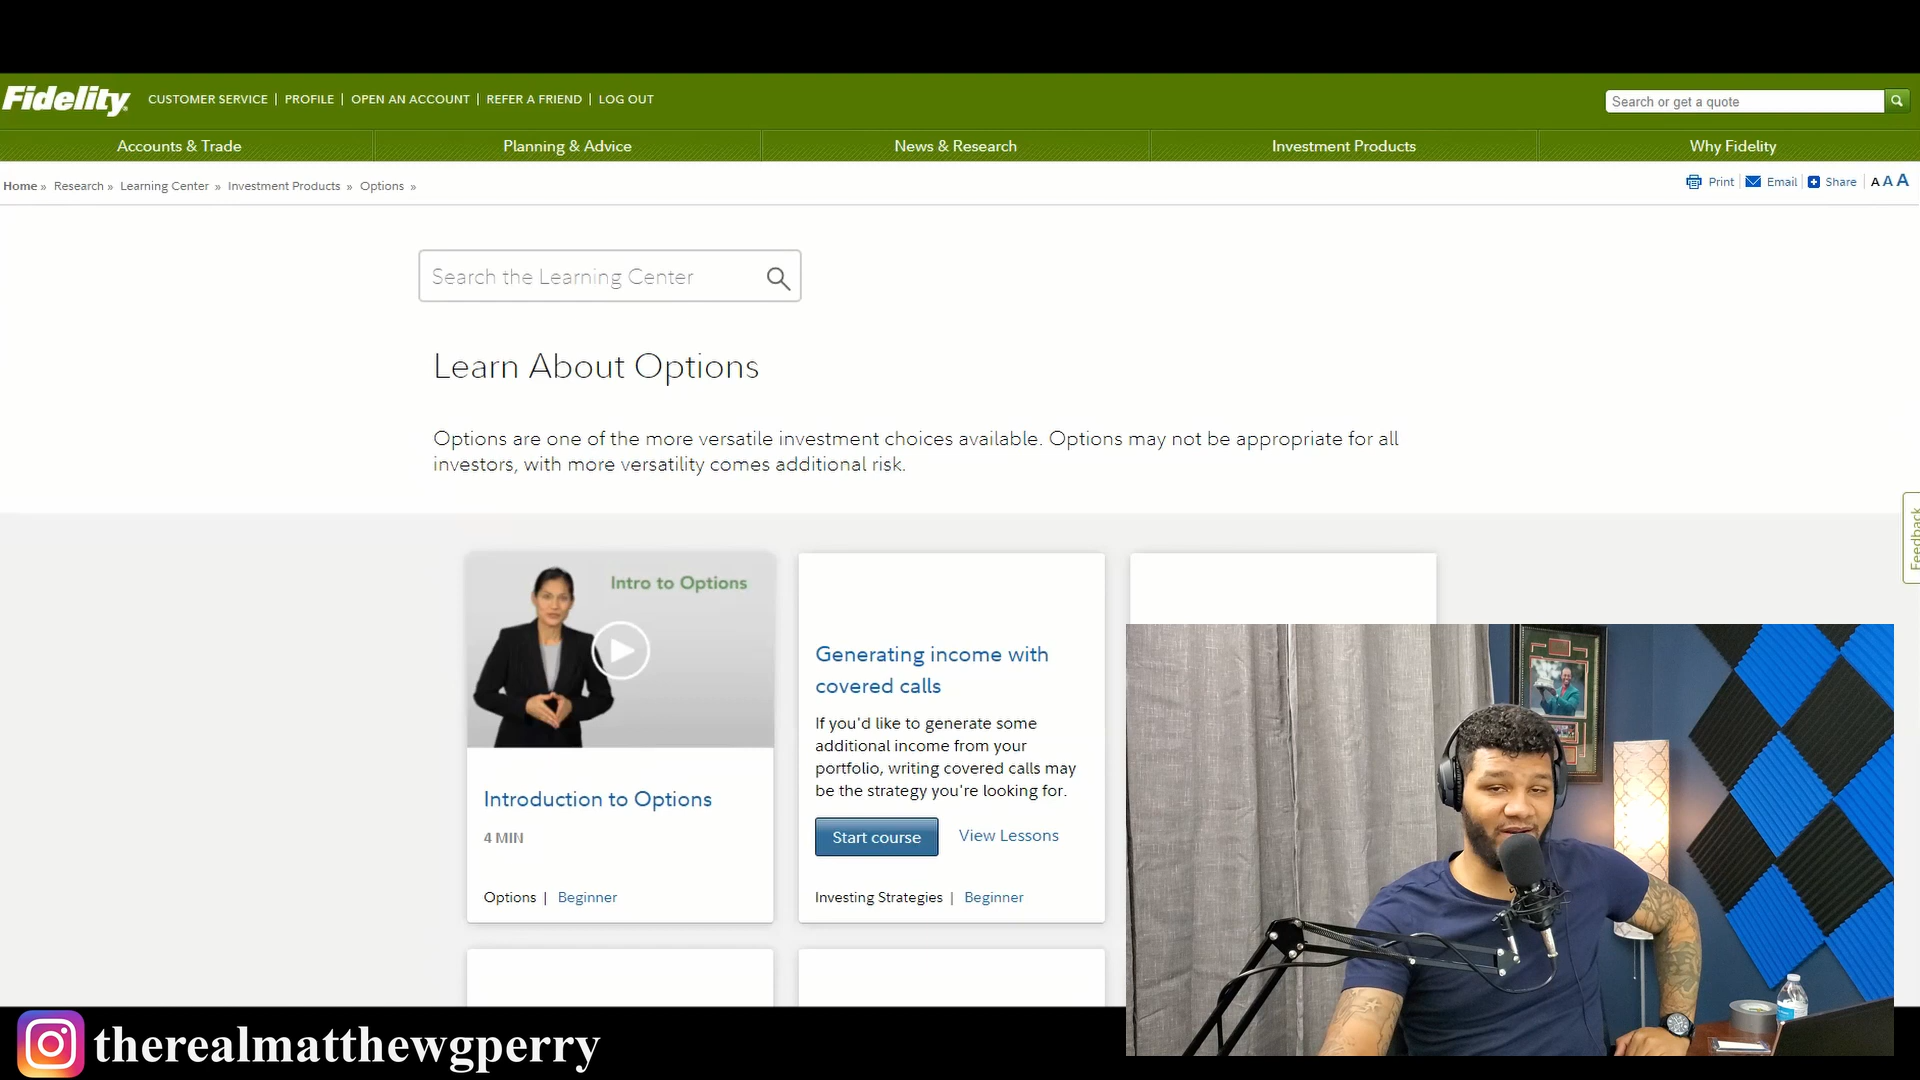 Fidelity
CUSTOMER SERVICE | PROFILE | OPEN AN ACCOUNT | REFER A FRIEND | LOG OUT
Search or get a quote
Accounts & Trade
Planning & Advice
News & Research
Investment Products
Why Fidelity
Home » Research » Learning Center » Investment Products » Options »
Print | Email | Share | A A A
Search the Learning Center
Learn About Options
Options are one of the more versatile investment choices available. Options may not be appropriate for all
investors, with more versatility comes additional risk.
Feedback
Intro to Options
Introduction to Options
4 MIN
Options | Beginner
Generating income with
covered calls
If you'd like to generate some
additional income from your
portfolio, writing covered calls may
be the strategy you're looking for.
Start course
View Lessons
Investing Strategies | Beginner
therealmatthewgperry